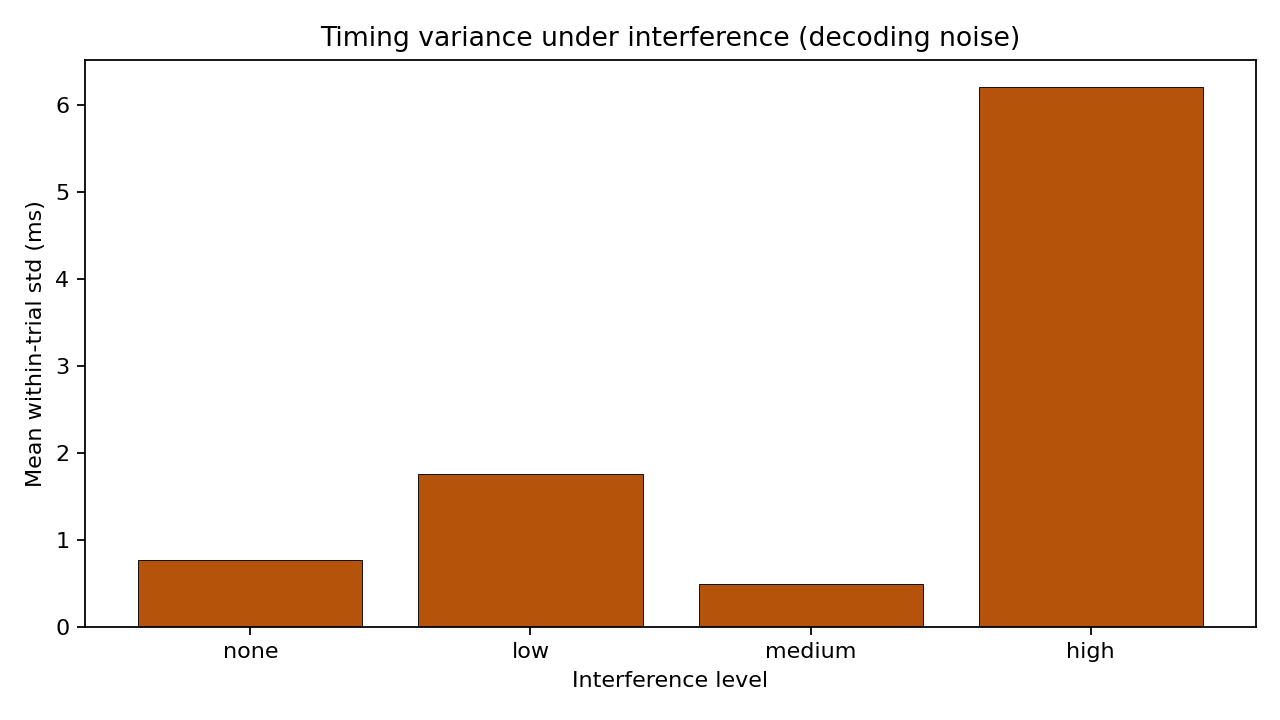 Timing variance under interference (decoding noise)
Mean within-trial std (ms)
6
5
4
3
2
1
0
none
low
medium
high
Interference level